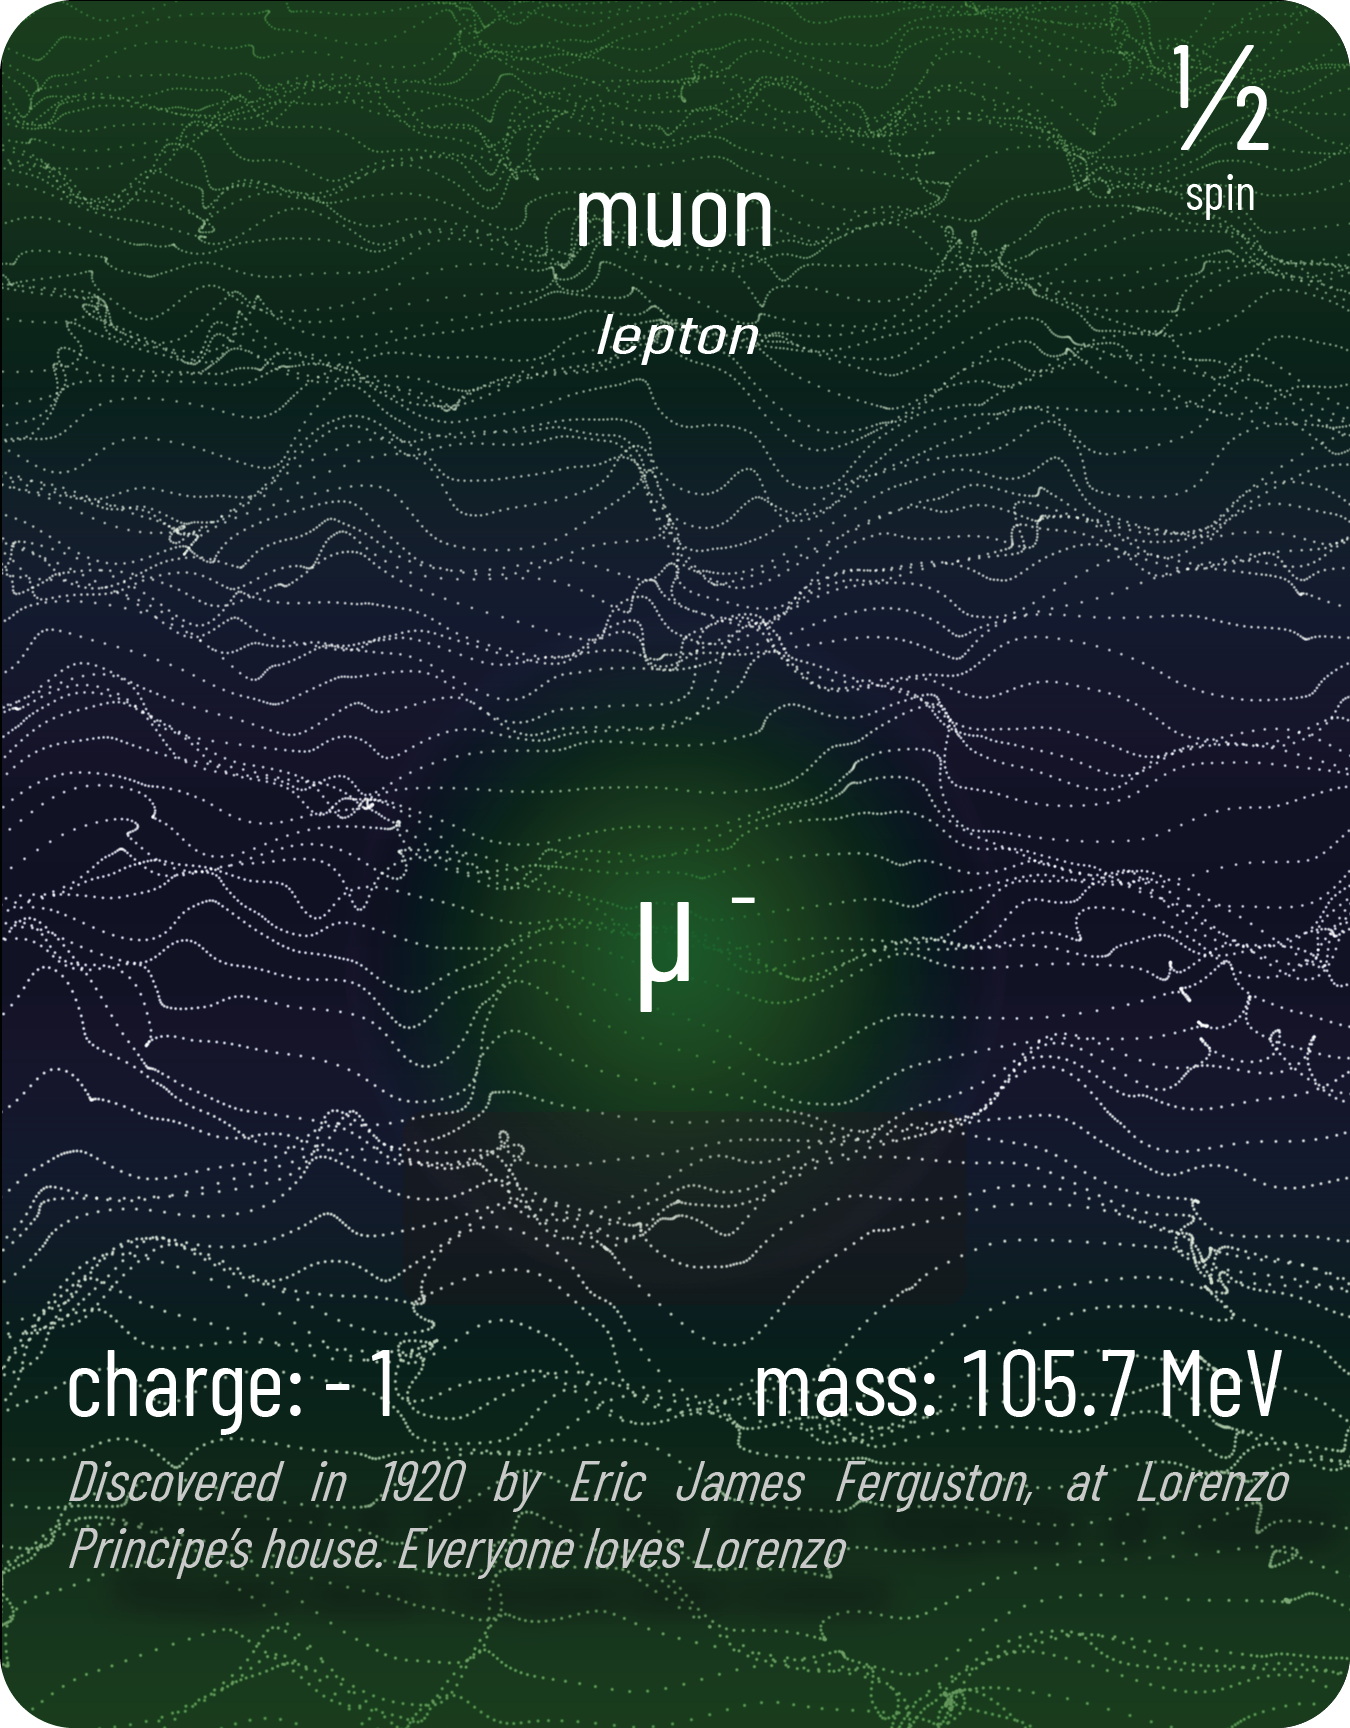 ½
spin
muon
lepton
µ⁻
charge: -1
mass: 105.7 MeV
Discovered in 1920 by Eric James Ferguston, at Lorenzo
Principe's house. Everyone loves Lorenzo